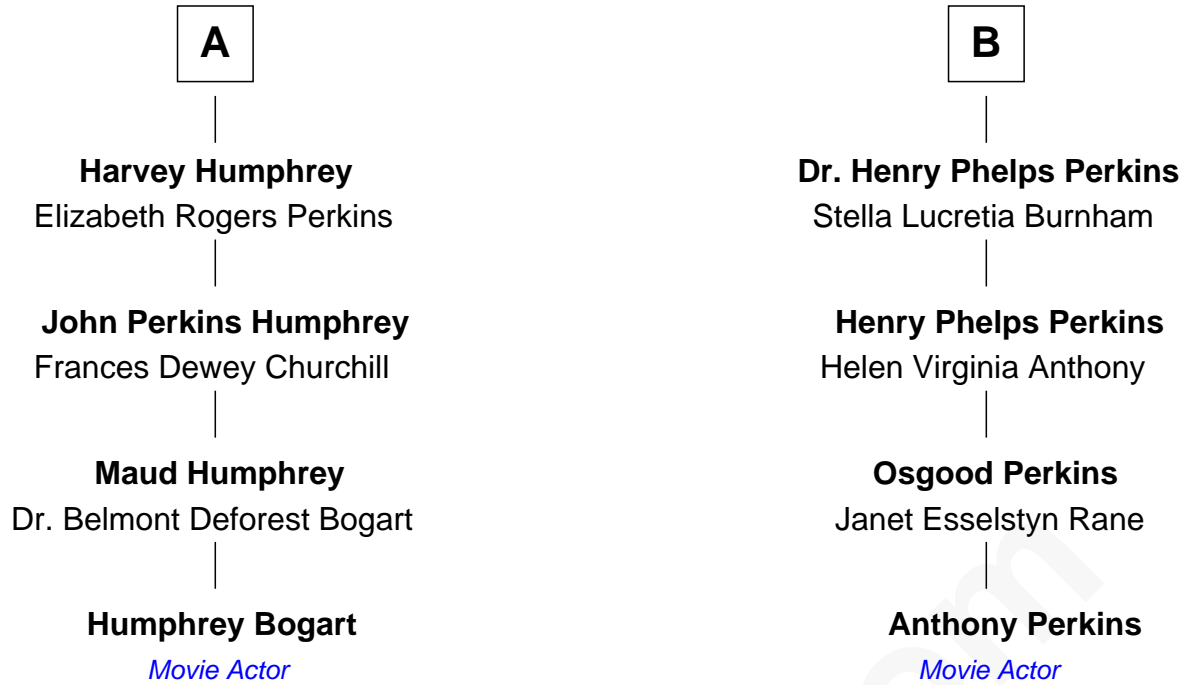 A
Harvey Humphrey
Elizabeth Rogers Perkins
John Perkins Humphrey
Frances Dewey Churchill
Maud Humphrey
Dr. Belmont Deforest Bogart
Humphrey Bogart
Movie Actor
B
Dr. Henry Phelps Perkins
Stella Lucretia Burnham
Henry Phelps Perkins
Helen Virginia Anthony
Osgood Perkins
Janet Esselstyn Rane
Anthony Perkins
Movie Actor